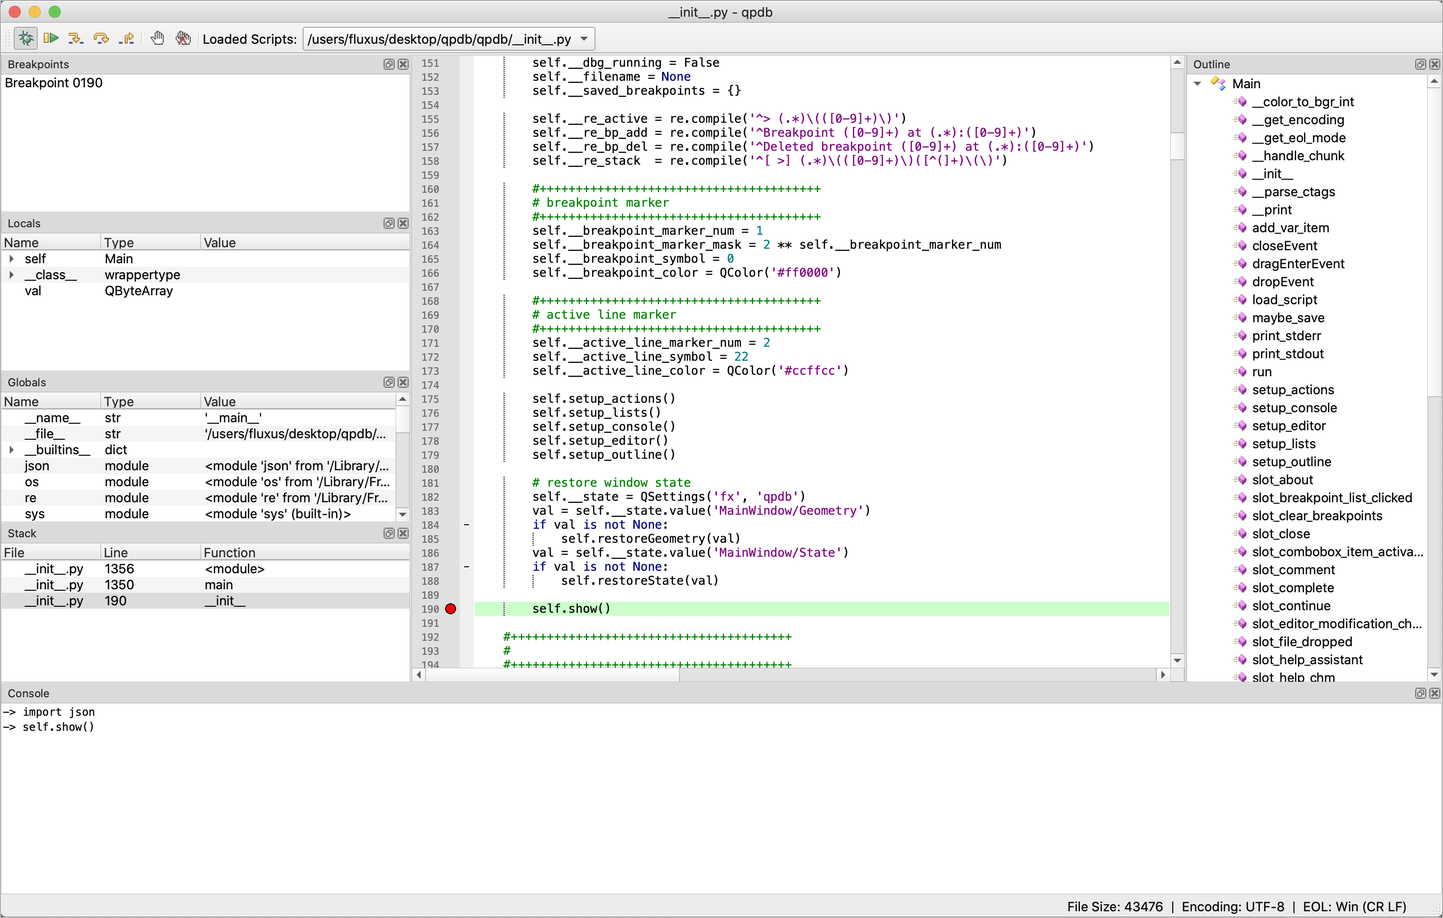 __init__.py - qpdb
Loaded Scripts: /users/fluxus/desktop/qpdb/qpdb/__init__.py
Breakpoints
Breakpoint 0190
Locals
Name Type Value
self Main
__class__ wrappertype
val QByteArray
Globals
Name Type Value
__name__ str '__main__'
__file__ str '/users/fluxus/desktop/qpdb/...
__builtins__ dict
json module <module 'json' from '/Library/...
os module <module 'os' from '/Library/Fr...
re module <module 're' from '/Library/Fr...
sys module <module 'sys' (built-in)>
Stack
File Line Function
__init__.py 1356 <module>
__init__.py 1350 main
__init__.py 190 __init__
151 self.__dbg_running = False
152 self.__filename = None
153 self.__saved_breakpoints = {}
154
155 self.__re_active = re.compile('^> (.*)\(([0-9]+)\)')
156 self.__re_bp_add = re.compile('^Breakpoint ([0-9]+) at (.*):([0-9]+)')
157 self.__re_bp_del = re.compile('^Deleted breakpoint ([0-9]+) at (.*):([0-9]+)')
158 self.__re_stack  = re.compile('^[ >] (.*)\(([0-9]+)\)([^(]+)\(\)')
159
160 #+++++++++++++++++++++++++++++++++++++++
161 # breakpoint marker
162 #+++++++++++++++++++++++++++++++++++++++
163 self.__breakpoint_marker_num = 1
164 self.__breakpoint_marker_mask = 2 ** self.__breakpoint_marker_num
165 self.__breakpoint_symbol = 0
166 self.__breakpoint_color = QColor('#ff0000')
167
168 #+++++++++++++++++++++++++++++++++++++++
169 # active line marker
170 #+++++++++++++++++++++++++++++++++++++++
171 self.__active_line_marker_num = 2
172 self.__active_line_symbol = 22
173 self.__active_line_color = QColor('#ccffcc')
174
175 self.setup_actions()
176 self.setup_lists()
177 self.setup_console()
178 self.setup_editor()
179 self.setup_outline()
180
181 # restore window state
182 self.__state = QSettings('fx', 'qpdb')
183 val = self.__state.value('MainWindow/Geometry')
184 if val is not None:
185 self.restoreGeometry(val)
186 val = self.__state.value('MainWindow/State')
187 if val is not None:
188 self.restoreState(val)
189
190 self.show()
191
192 #+++++++++++++++++++++++++++++++++++++++
193 #
194 #+++++++++++++++++++++++++++++++++++++++
Outline
Main
__color_to_bgr_int
__get_encoding
__get_eol_mode
__handle_chunk
__init__
__parse_ctags
__print
add_var_item
closeEvent
dragEnterEvent
dropEvent
load_script
maybe_save
print_stderr
print_stdout
run
setup_actions
setup_console
setup_editor
setup_lists
setup_outline
slot_about
slot_breakpoint_list_clicked
slot_clear_breakpoints
slot_close
slot_combobox_item_activa...
slot_comment
slot_complete
slot_continue
slot_editor_modification_ch...
slot_file_dropped
slot_help_assistant
slot_help_chm
Console
-> import json
-> self.show()
File Size: 43476 | Encoding: UTF-8 | EOL: Win (CR LF)